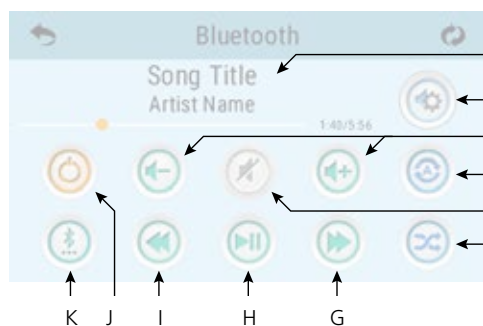 Bluetooth
Song Title
Artist Name
1:40/5:56
A
K J I H G